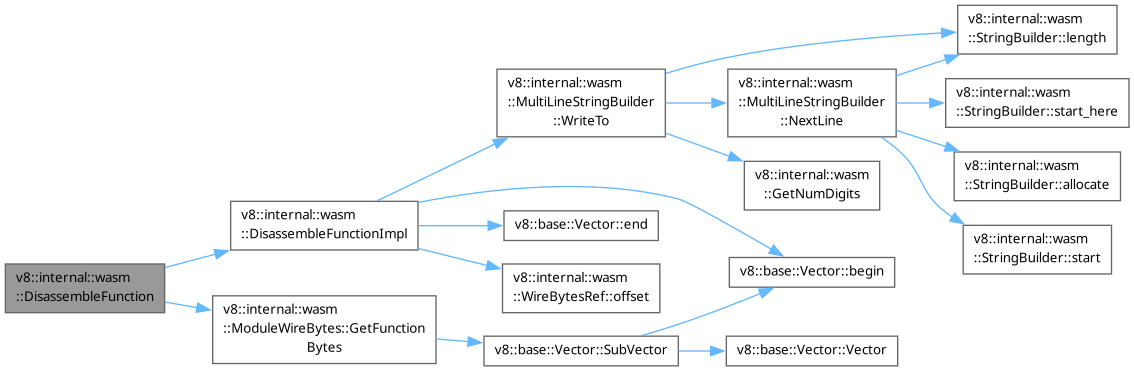 v8::internal::wasm
::DisassembleFunction
v8::internal::wasm
::DisassembleFunctionImpl
v8::internal::wasm
::ModuleWireBytes::GetFunction
Bytes
v8::internal::wasm
::MultiLineStringBuilder
::WriteTo
v8::base::Vector::end
v8::internal::wasm
::WireBytesRef::offset
v8::base::Vector::SubVector
v8::internal::wasm
::MultiLineStringBuilder
::NextLine
v8::internal::wasm
::GetNumDigits
v8::base::Vector::begin
v8::base::Vector::Vector
v8::internal::wasm
::StringBuilder::length
v8::internal::wasm
::StringBuilder::start_here
v8::internal::wasm
::StringBuilder::allocate
v8::internal::wasm
::StringBuilder::start